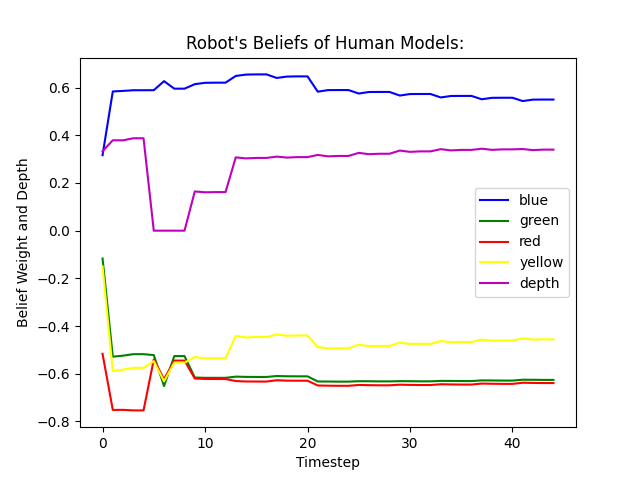 Robot's Beliefs of Human Models:
Belief Weight and Depth
0.6
0.4
0.2
0.0
−0.2
−0.4
−0.6
−0.8
blue
green
red
yellow
depth
0 10 20 30 40
Timestep